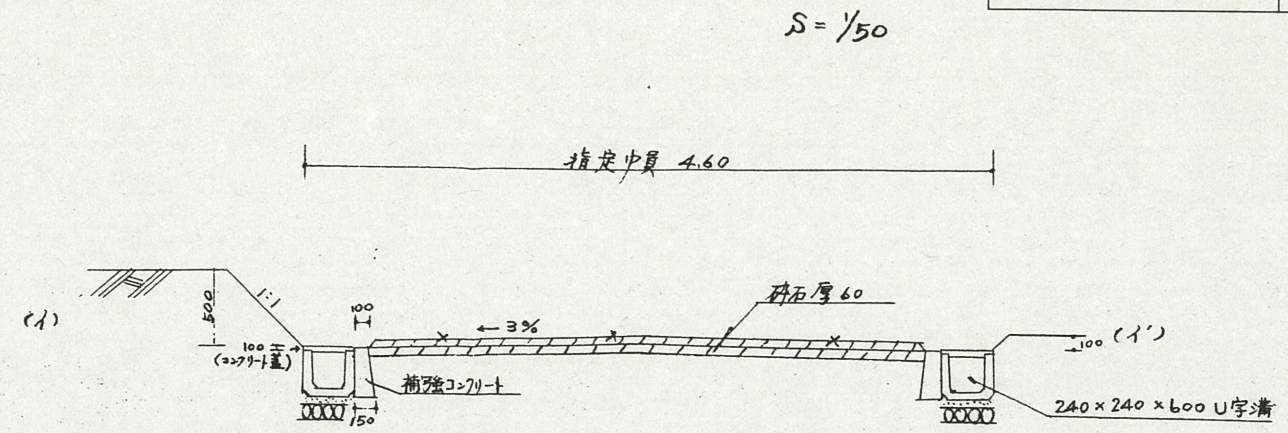 S=1/50
指定巾員 4.60
(イ)
500
1:1
100
← 3%
砕石厚60
100
(コンクリート蓋)
補強コンクリート
150
100
(イ')
240×240×600 U字溝